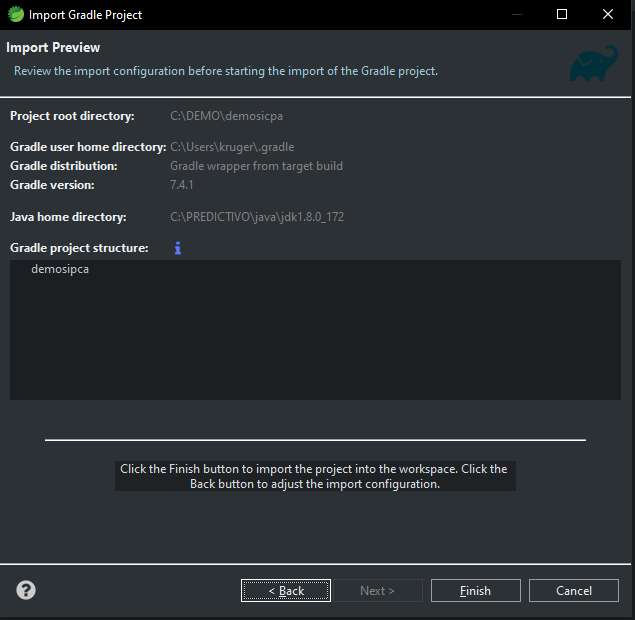 Import Gradle Project
Import Preview
Review the import configuration before starting the import of the Gradle project.
Project root directory: C:\DEMO\demosicpa
Gradle user home directory: C:\Users\kruger\.gradle
Gradle distribution: Gradle wrapper from target build
Gradle version: 7.4.1
Java home directory: C:\PREDICTIVO\java\jdk1.8.0_172
Gradle project structure:
demosipca
Click the Finish button to import the project into the workspace. Click the
Back button to adjust the import configuration.
< Back Next > Finish Cancel